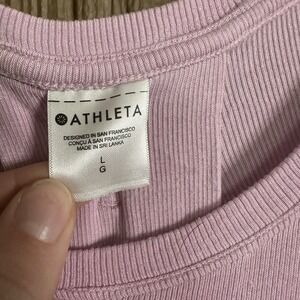 ATHLETA
DESIGNED IN SAN FRANCISCO
CONÇU À SAN FRANCISCO
MADE IN SRI LANKA
L
G